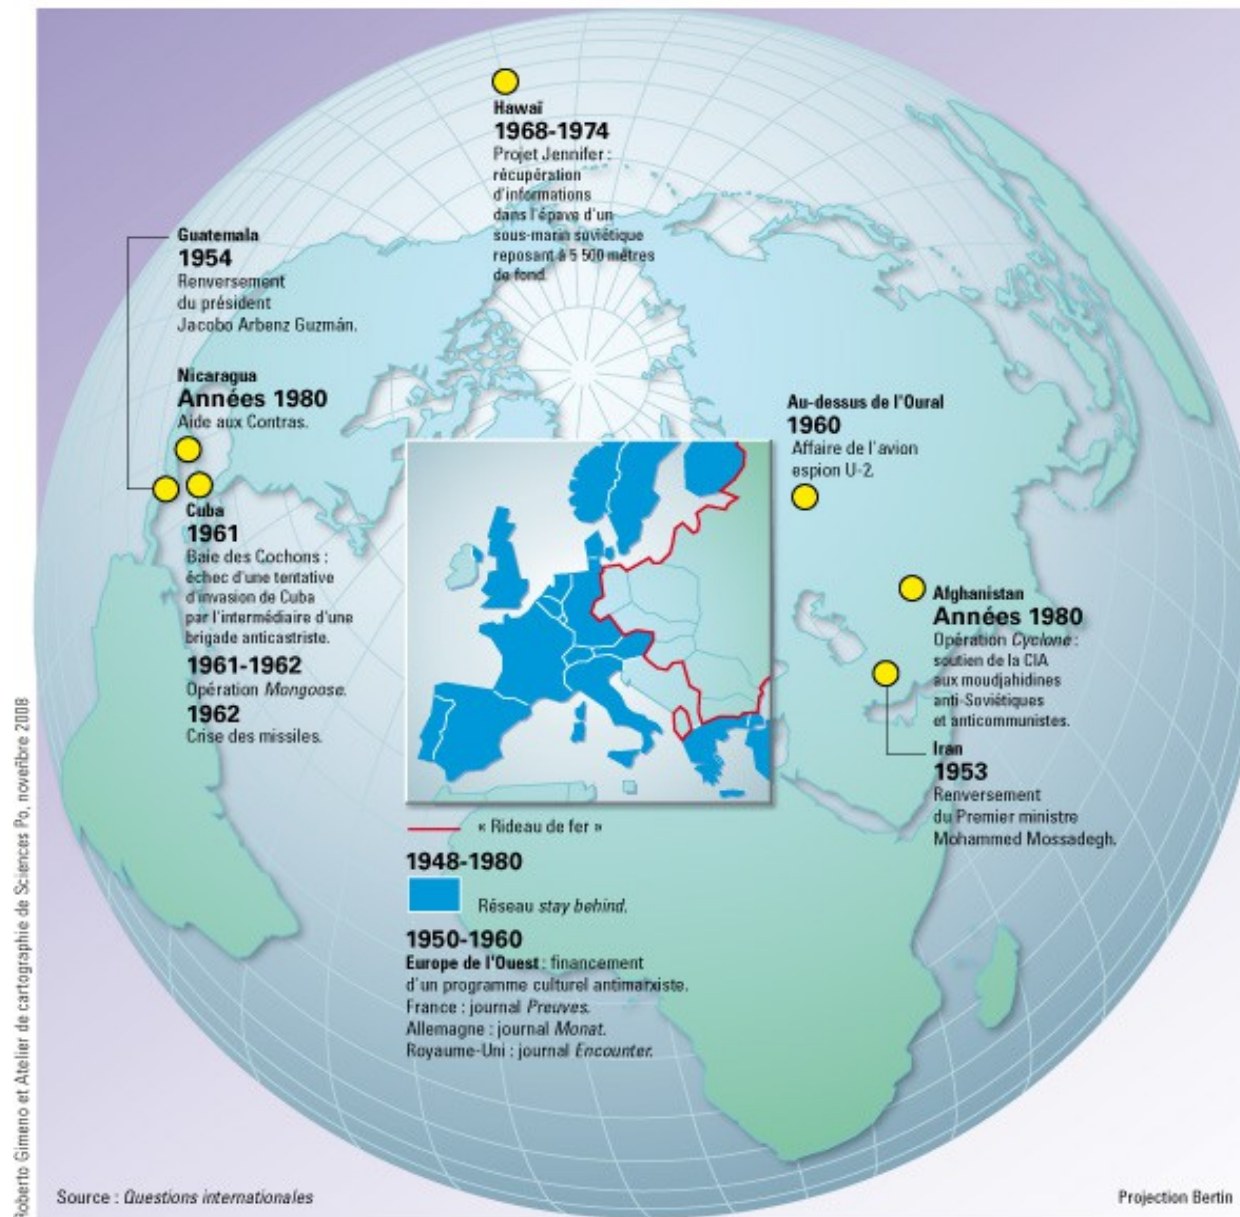 Hawaï
1968-1974
Projet Jennifer :
récupération
d'informations
dans l'épave d'un
sous-marin soviétique
reposant à 5 500 mètres
de fond.
Guatemala
1954
Renversement
du président
Jacobo Arbenz Guzmán.
Nicaragua
Années 1980
Aide aux Contras.
Cuba
1961
Baie des Cochons :
échec d'une tentative
d'invasion de Cuba
par l'intermédiaire d'une
brigade anticastriste.
1961-1962
Opération Mongoose.
1962
Crise des missiles.
Au-dessus de l'Oural
1960
Affaire de l'avion
espion U-2.
Afghanistan
Années 1980
Opération Cyclone :
soutien de la CIA
aux moudjahidines
anti-Soviétiques
et anticommunistes.
Iran
1953
Renversement
du Premier ministre
Mohammed Mossadegh.
« Rideau de fer »
1948-1980
Réseau stay behind.
1950-1960
Europe de l'Ouest : financement
d'un programme culturel antimarxiste.
France : journal Preuves.
Allemagne : journal Monat.
Royaume-Uni : journal Encounter.
Roberto Gimeno et Atelier de cartographie de Sciences Po, novembre 2008
Source : Questions internationales
Projection Bertin